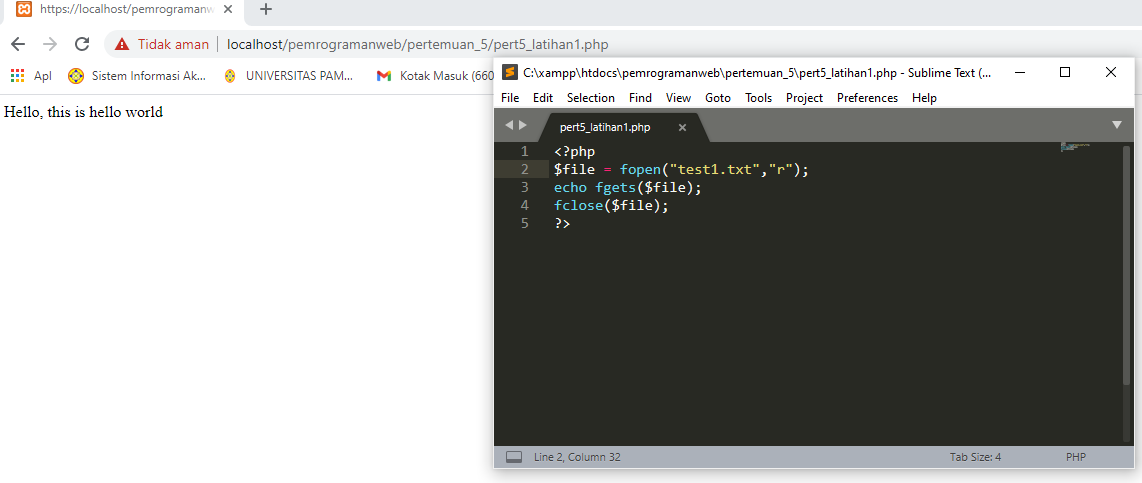 https://localhost/pemrogramanw
Tidak aman | localhost/pemrogramanweb/pertemuan_5/pert5_latihan1.php
Apl Sistem Informasi Ak... UNIVERSITAS PAM... Kotak Masuk (660
Hello, this is hello world
C:\xampp\htdocs\pemrogramanweb\pertemuan_5\pert5_latihan1.php - Sublime Text (...
File Edit Selection Find View Goto Tools Project Preferences Help
pert5_latihan1.php
1 <?php
2 $file = fopen("test1.txt","r");
3 echo fgets($file);
4 fclose($file);
5 ?>
Line 2, Column 32 Tab Size: 4 PHP